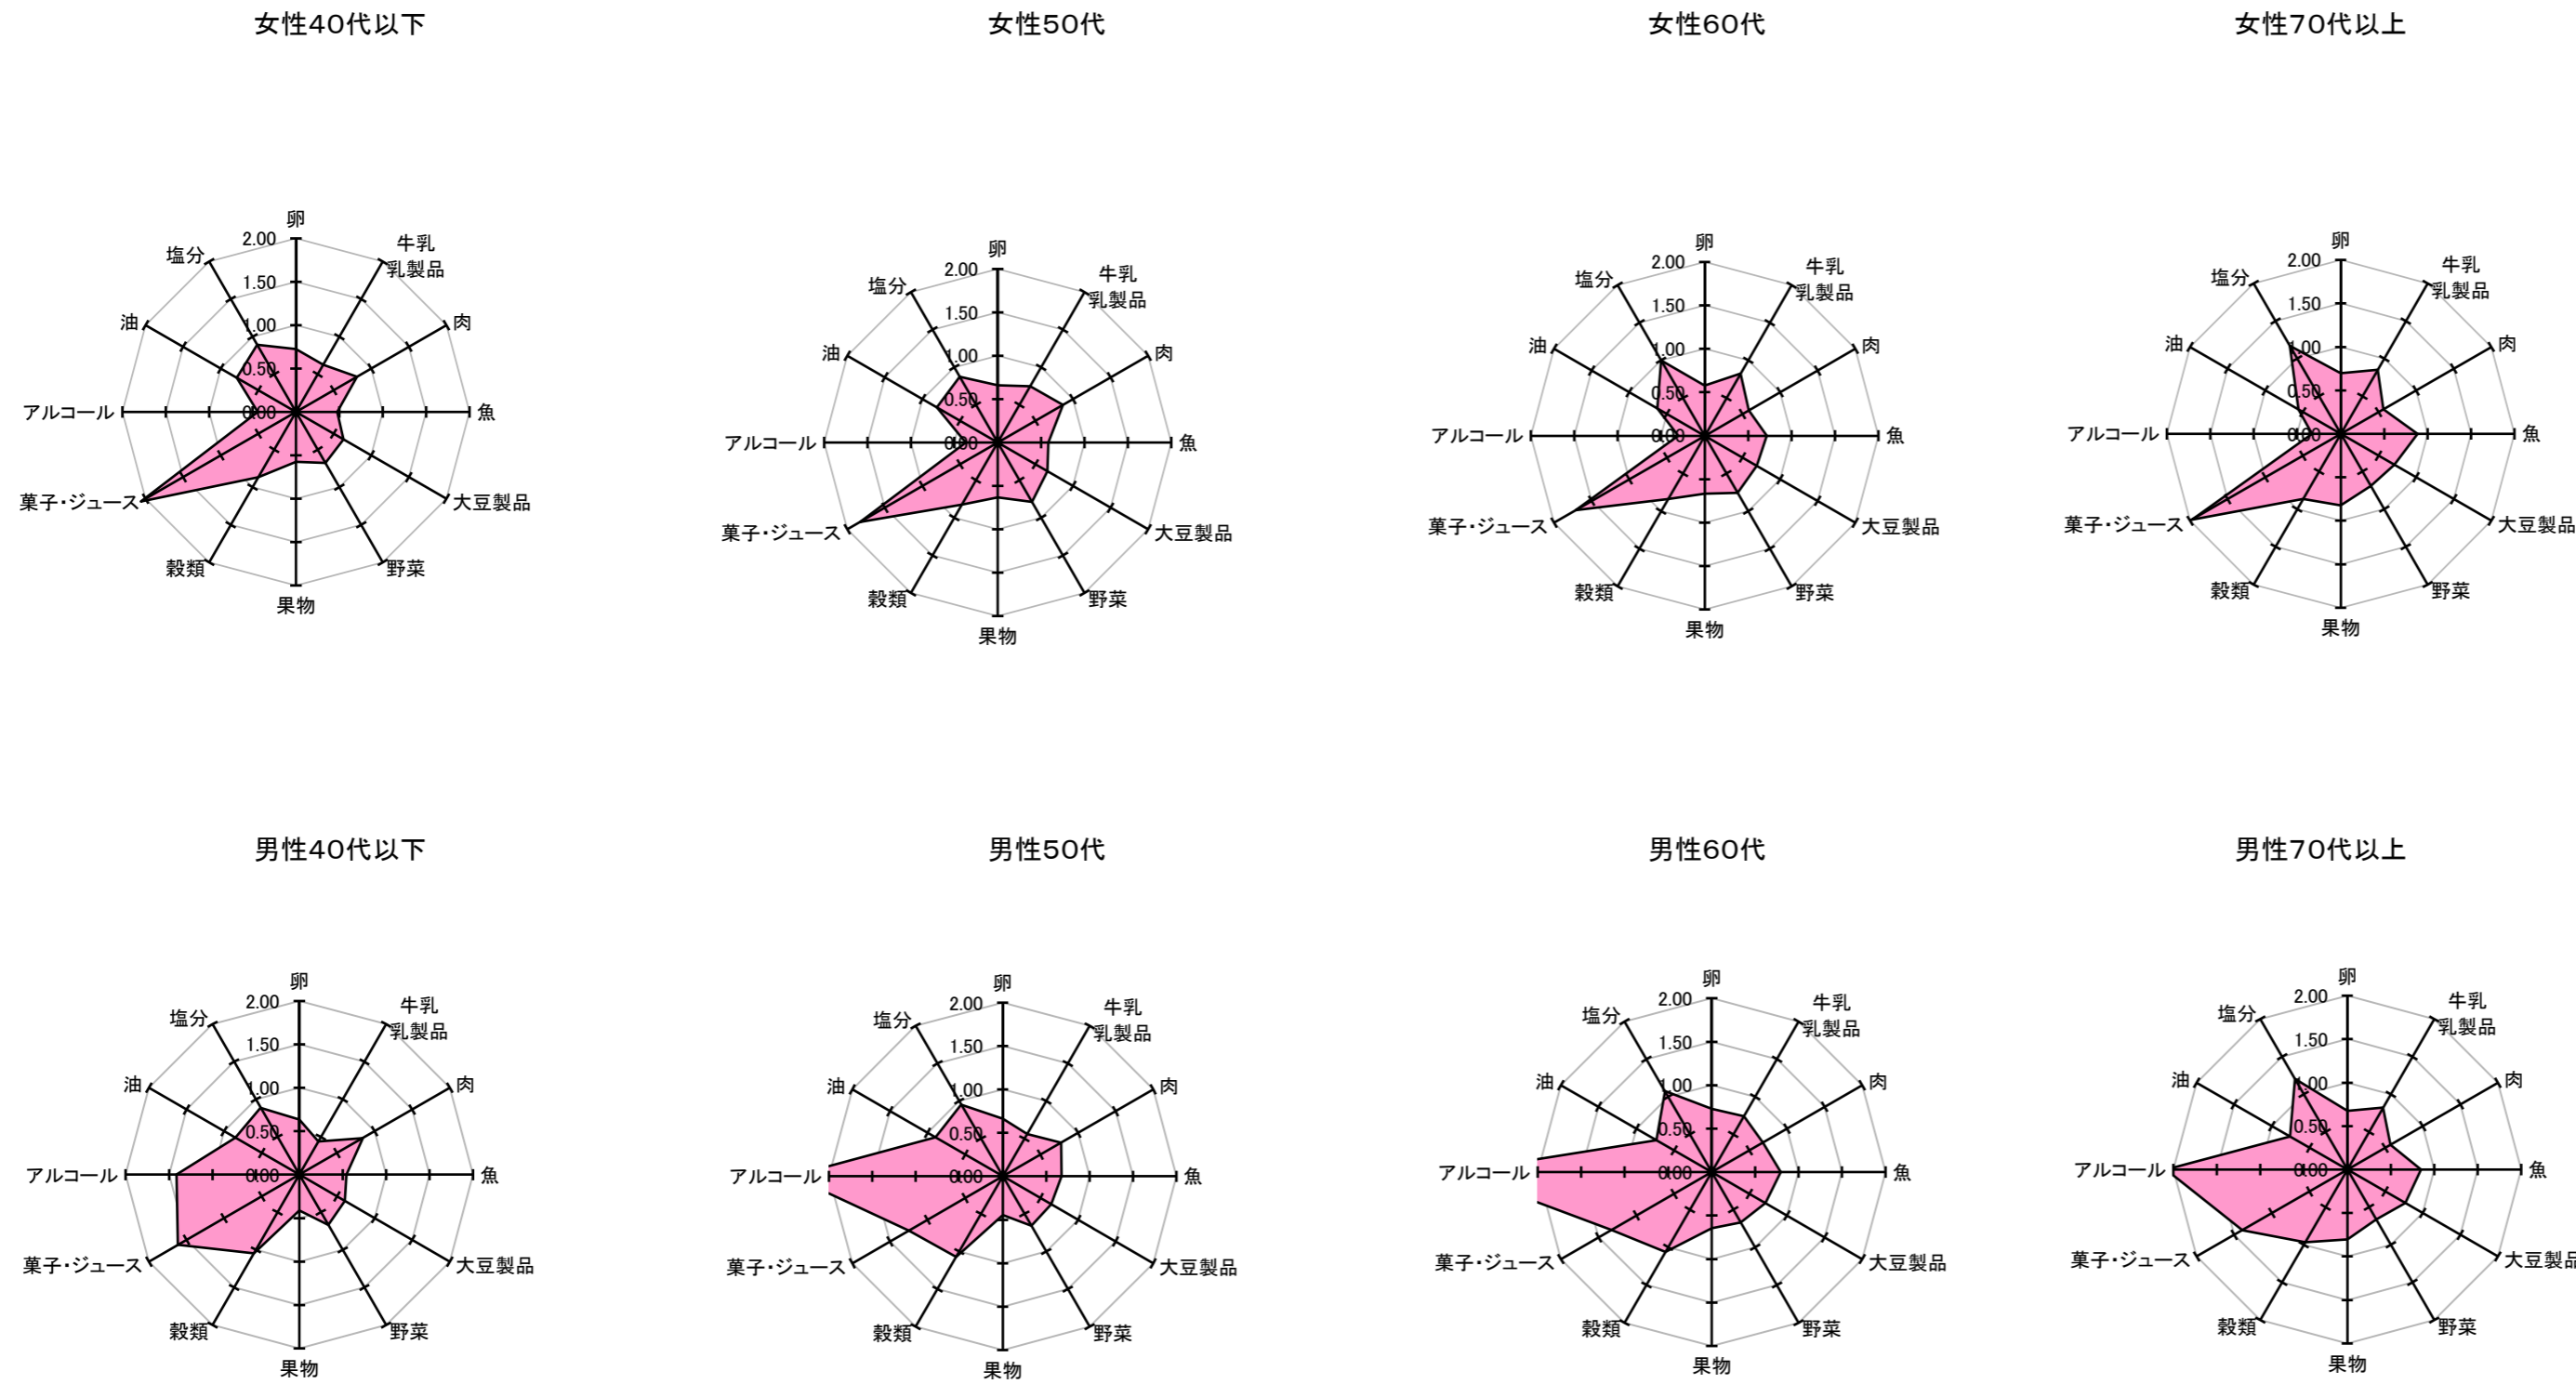 女性40代以下
女性50代
女性60代
女性70代以上
卵
牛乳
乳製品
肉
魚
大豆製品
野菜
果物
穀類
菓子・ジュース
アルコール
油
塩分
2.00
1.50
1.00
0.50
0.00
卵
牛乳
乳製品
肉
魚
大豆製品
野菜
果物
穀類
菓子・ジュース
アルコール
油
塩分
2.00
1.50
1.00
0.50
0.00
卵
牛乳
乳製品
肉
魚
大豆製品
野菜
果物
穀類
菓子・ジュース
アルコール
油
塩分
2.00
1.50
1.00
0.50
0.00
卵
牛乳
乳製品
肉
魚
大豆製品
野菜
果物
穀類
菓子・ジュース
アルコール
油
塩分
2.00
1.50
1.00
0.50
0.00
男性40代以下
男性50代
男性60代
男性70代以上
卵
牛乳
乳製品
肉
魚
大豆製品
野菜
果物
穀類
菓子・ジュース
アルコール
油
塩分
2.00
1.50
1.00
0.50
0.00
卵
牛乳
乳製品
肉
魚
大豆製品
野菜
果物
穀類
菓子・ジュース
アルコール
油
塩分
2.00
1.50
1.00
0.50
0.00
卵
牛乳
乳製品
肉
魚
大豆製品
野菜
果物
穀類
菓子・ジュース
アルコール
油
塩分
2.00
1.50
1.00
0.50
0.00
卵
牛乳
乳製品
肉
魚
大豆製品
野菜
果物
穀類
菓子・ジュース
アルコール
油
塩分
2.00
1.50
1.00
0.50
0.00